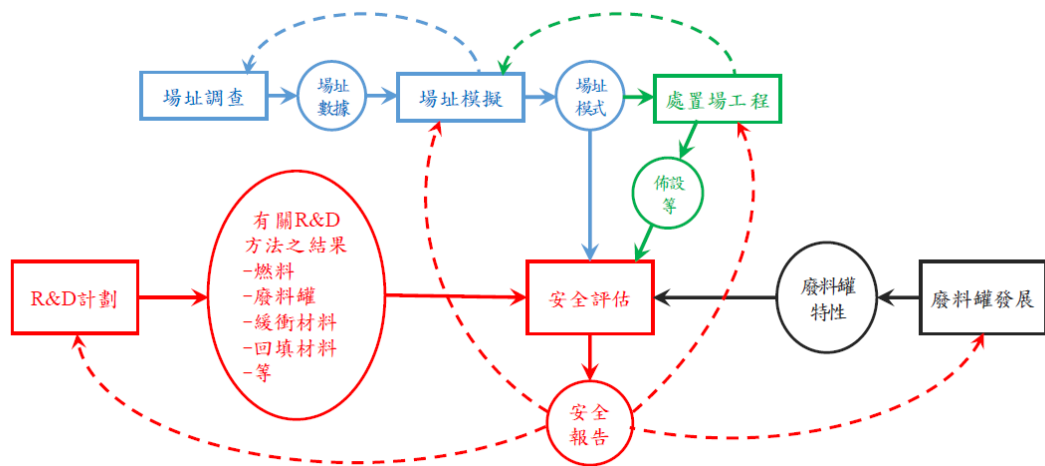 場址調查
場址
數據
場址模擬
場址
模式
處置場工程
佈設
等
有關R&D
方法之結果
-燃料
-廢料罐
-緩衝材料
-回填材料
-等
R&D計劃
安全評估
廢料罐
特性
廢料罐發展
安全
報告